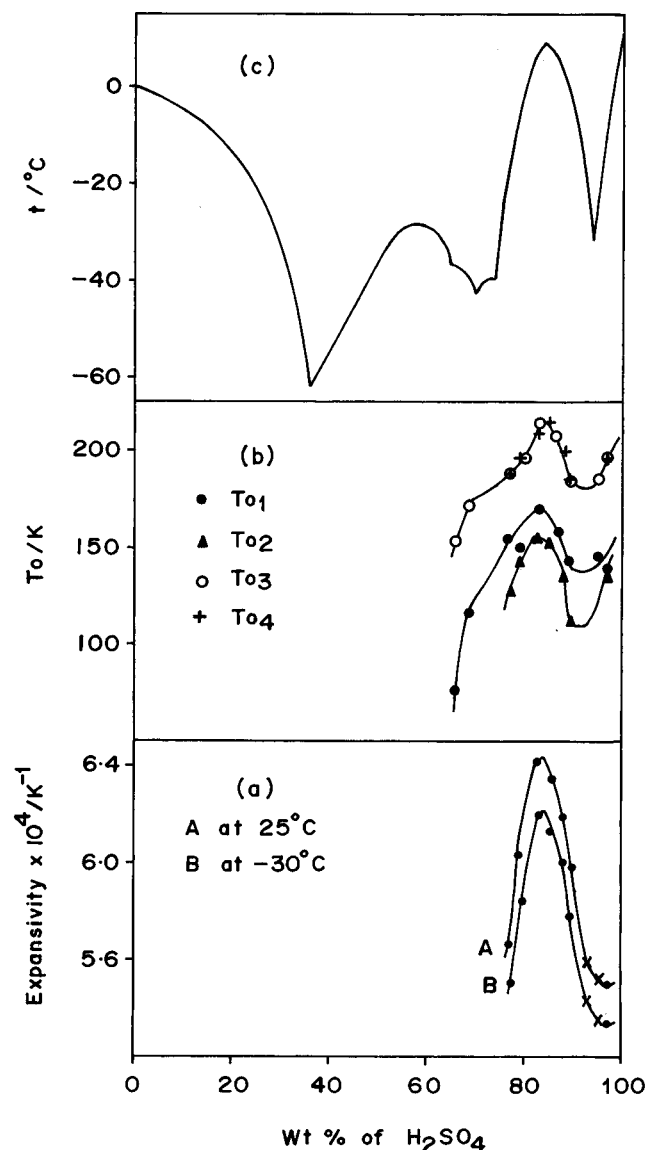 (c)
0
−20
−40
−60
t /°C
(b)
● To1
▲ To2
○ To3
+ To4
200
150
100
To/K
(a)
A at 25°C
B at −30°C
6·4
6·0
5·6
A
B
Expansivity × 10⁴/K⁻¹
0 20 40 60 80 100
Wt % of H₂SO₄